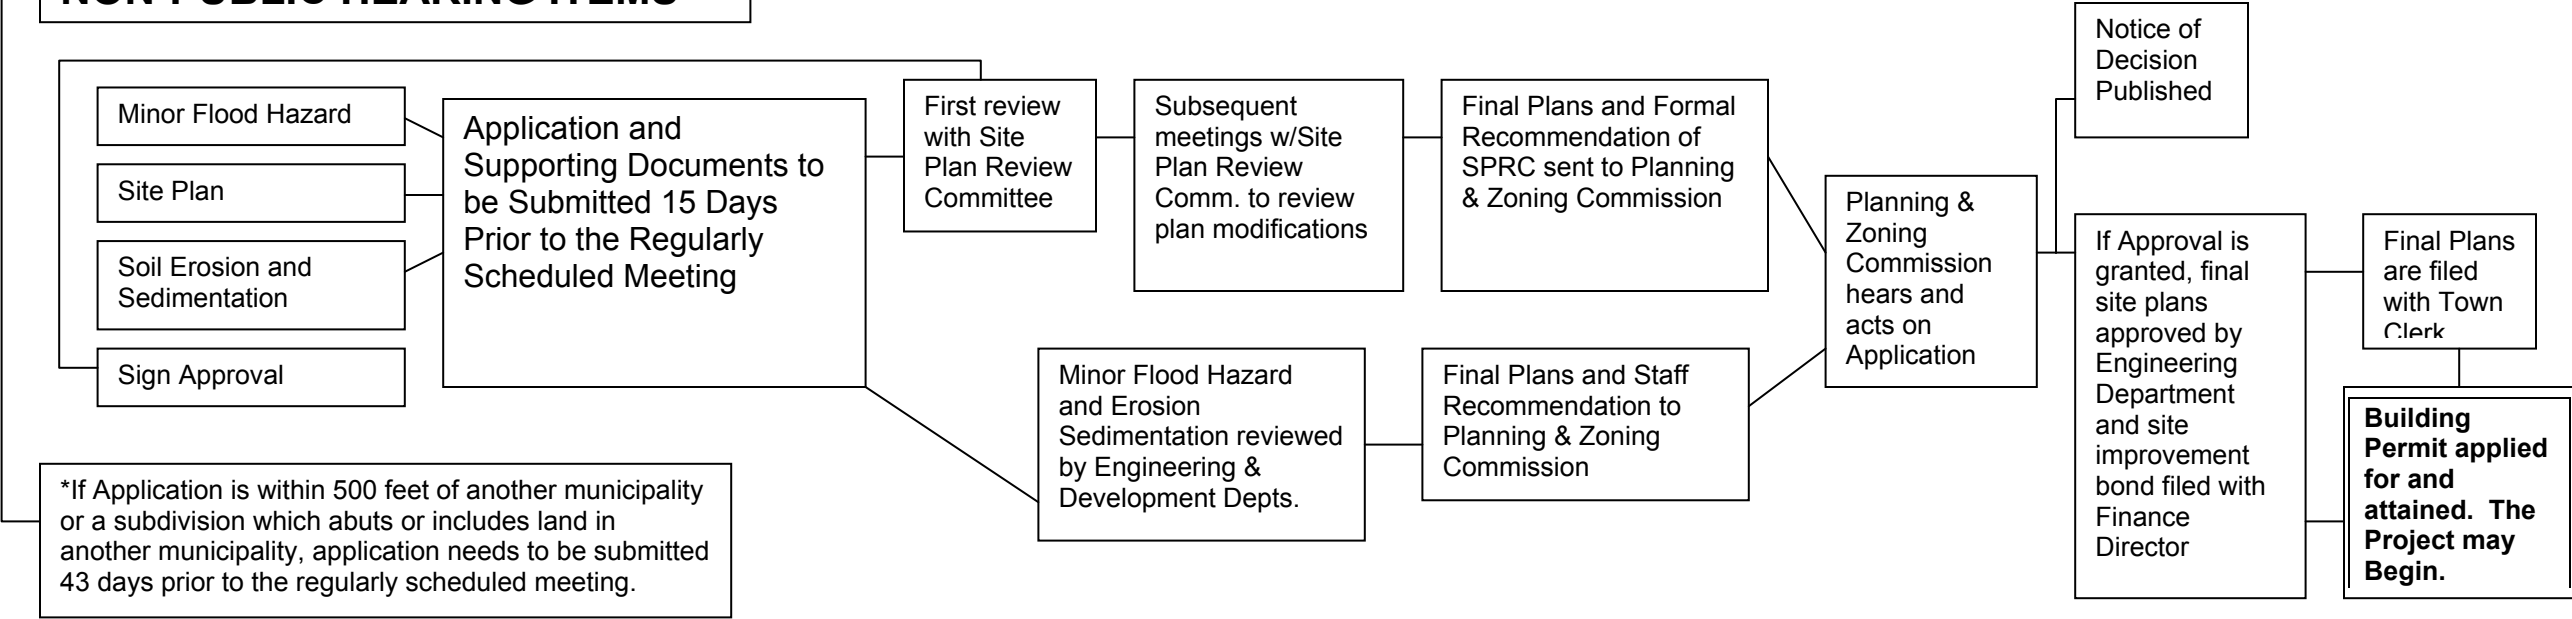 NON-PUBLIC HEARING ITEMS
Minor Flood Hazard
Site Plan
Soil Erosion and
Sedimentation
Sign Approval
Application and
Supporting Documents to
be Submitted 15 Days
Prior to the Regularly
Scheduled Meeting
First review
with Site
Plan Review
Committee
Subsequent
meetings w/Site
Plan Review
Comm. to review
plan modifications
Final Plans and Formal
Recommendation of
SPRC sent to Planning
& Zoning Commission
Minor Flood Hazard
and Erosion
Sedimentation reviewed
by Engineering &
Development Depts.
Final Plans and Staff
Recommendation to
Planning & Zoning
Commission
Planning &
Zoning
Commission
hears and
acts on
Application
Notice of
Decision
Published
If Approval is
granted, final
site plans
approved by
Engineering
Department
and site
improvement
bond filed with
Finance
Director
Final Plans
are filed
with Town
Clerk
Building
Permit applied
for and
attained.  The
Project may
Begin.
*If Application is within 500 feet of another municipality
or a subdivision which abuts or includes land in
another municipality, application needs to be submitted
43 days prior to the regularly scheduled meeting.